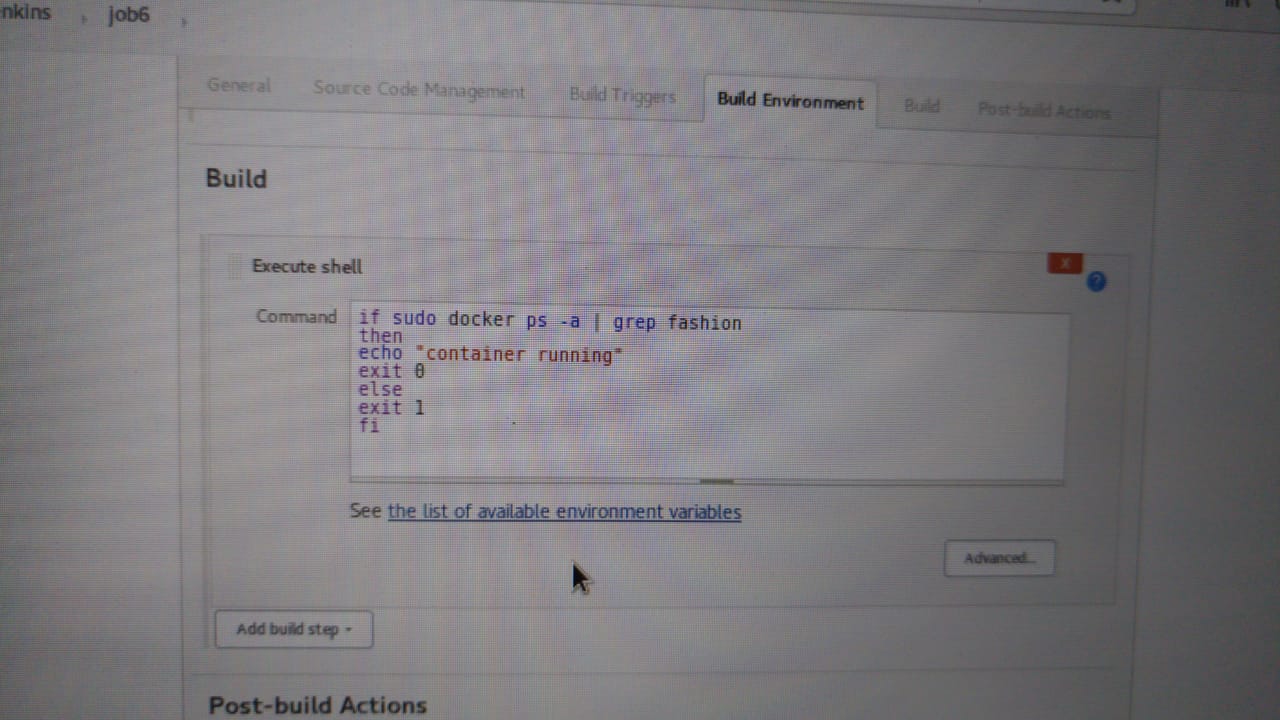 job6
General Source Code Management Build Triggers Build Environment Build Post-build Actions
Build
Execute shell
X
?
Command
if sudo docker ps -a | grep fashion
then
echo "container running"
exit 0
else
exit 1
fi
See the list of available environment variables
Advanced...
Add build step
Post-build Actions